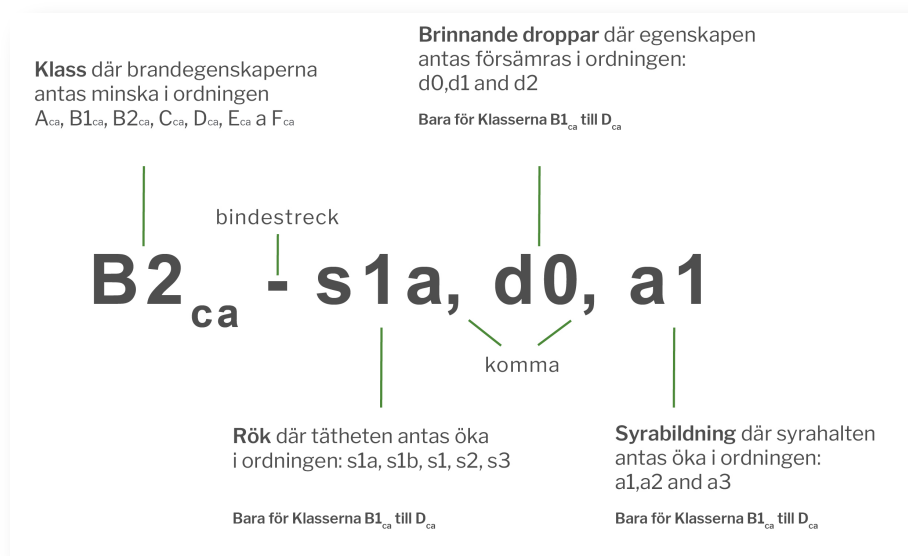 Klass där brandegenskaperna
antas minska i ordningen
Aca, B1ca, B2ca, Cca, Dca, Eca a Fca
Brinnande droppar där egenskapen
antas försämras i ordningen:
d0,d1 and d2
Bara för Klasserna B1ca till Dca
bindestreck
B2ca - s1a, d0, a1
komma
Rök där tätheten antas öka
i ordningen: s1a, s1b, s1, s2, s3
Bara för Klasserna B1ca till Dca
Syrabildning där syrahalten
antas öka i ordningen:
a1,a2 and a3
Bara för Klasserna B1ca till Dca